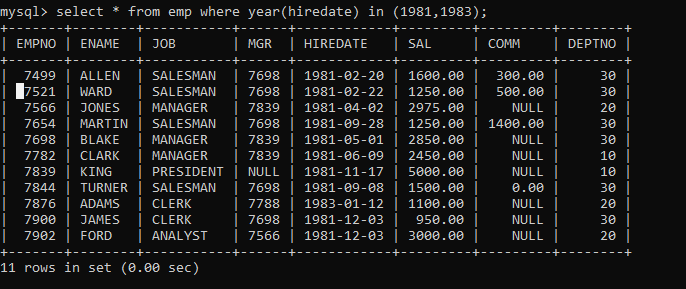 mysql> select * from emp where year(hiredate) in (1981,1983);
+-------+--------+-----------+------+------------+---------+---------+--------+
| EMPNO | ENAME  | JOB       | MGR  | HIREDATE   | SAL     | COMM    | DEPTNO |
+-------+--------+-----------+------+------------+---------+---------+--------+
|  7499 | ALLEN  | SALESMAN  | 7698 | 1981-02-20 | 1600.00 |  300.00 |     30 |
|  7521 | WARD   | SALESMAN  | 7698 | 1981-02-22 | 1250.00 |  500.00 |     30 |
|  7566 | JONES  | MANAGER   | 7839 | 1981-04-02 | 2975.00 |    NULL |     20 |
|  7654 | MARTIN | SALESMAN  | 7698 | 1981-09-28 | 1250.00 | 1400.00 |     30 |
|  7698 | BLAKE  | MANAGER   | 7839 | 1981-05-01 | 2850.00 |    NULL |     30 |
|  7782 | CLARK  | MANAGER   | 7839 | 1981-06-09 | 2450.00 |    NULL |     10 |
|  7839 | KING   | PRESIDENT | NULL | 1981-11-17 | 5000.00 |    NULL |     10 |
|  7844 | TURNER | SALESMAN  | 7698 | 1981-09-08 | 1500.00 |    0.00 |     30 |
|  7876 | ADAMS  | CLERK     | 7788 | 1983-01-12 | 1100.00 |    NULL |     20 |
|  7900 | JAMES  | CLERK     | 7698 | 1981-12-03 |  950.00 |    NULL |     30 |
|  7902 | FORD   | ANALYST   | 7566 | 1981-12-03 | 3000.00 |    NULL |     20 |
+-------+--------+-----------+------+------------+---------+---------+--------+
11 rows in set (0.00 sec)